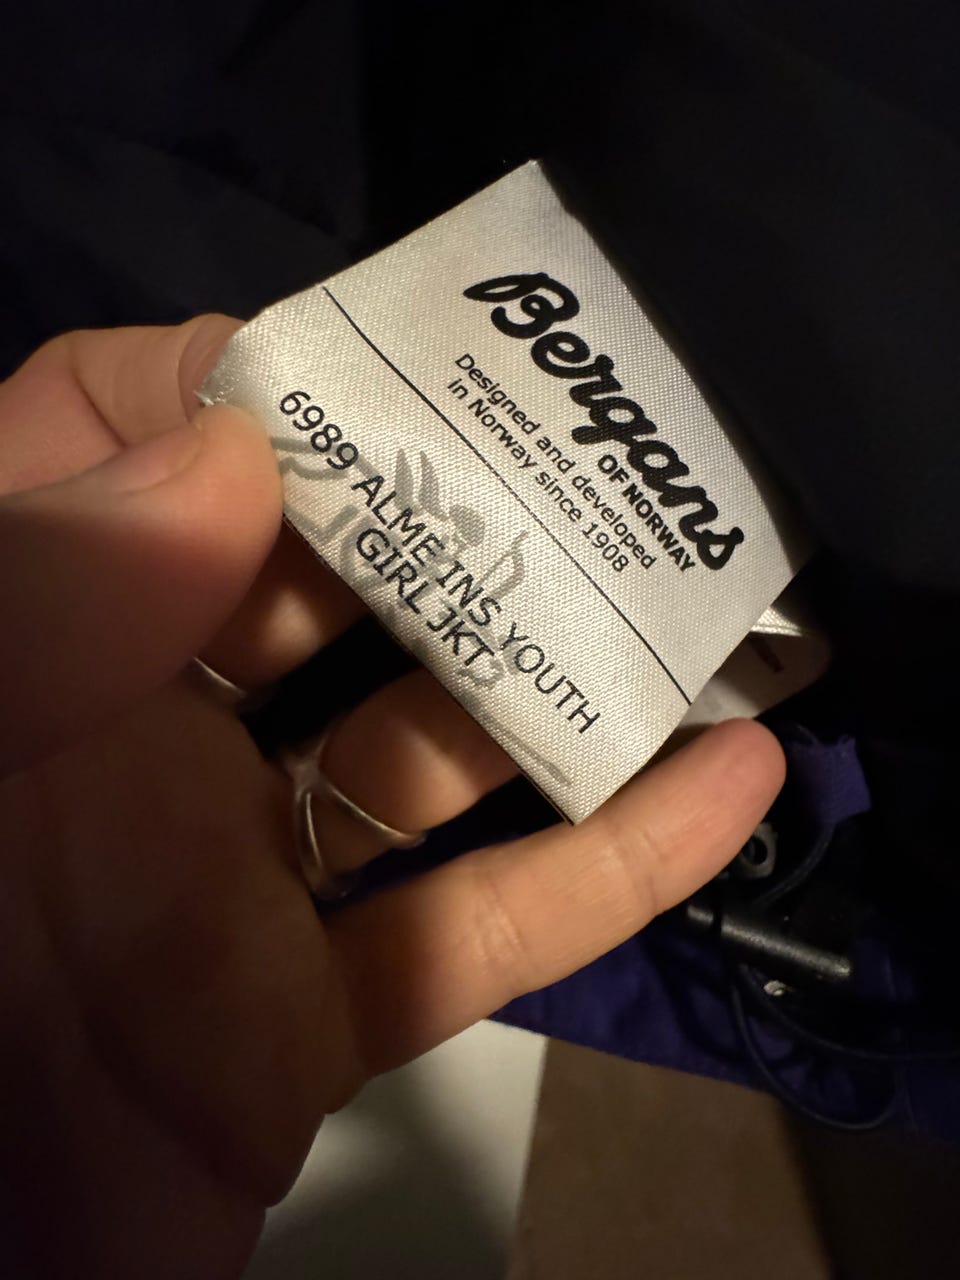 Bergans
OF NORWAY
Designed and developed
in Norway since 1908
6989 ALME INS YOUTH
GIRL JKT